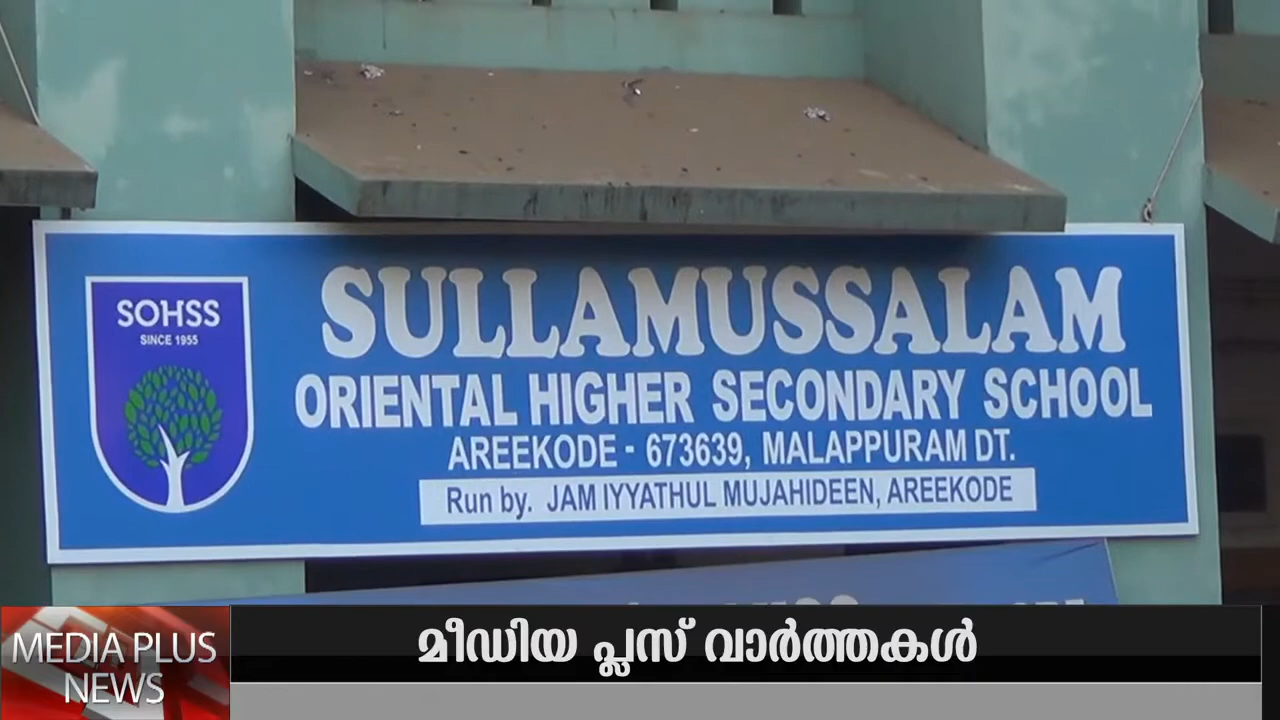 SOHSS
SINCE 1955
SULLAMUSSALAM
ORIENTAL HIGHER SECONDARY SCHOOL
AREEKODE - 673639, MALAPPURAM DT.
Run by. JAM IYYATHUL MUJAHIDEEN, AREEKODE
MEDIA PLUS
NEWS
മീഡിയ പ്ലസ് വാർത്തകൾ